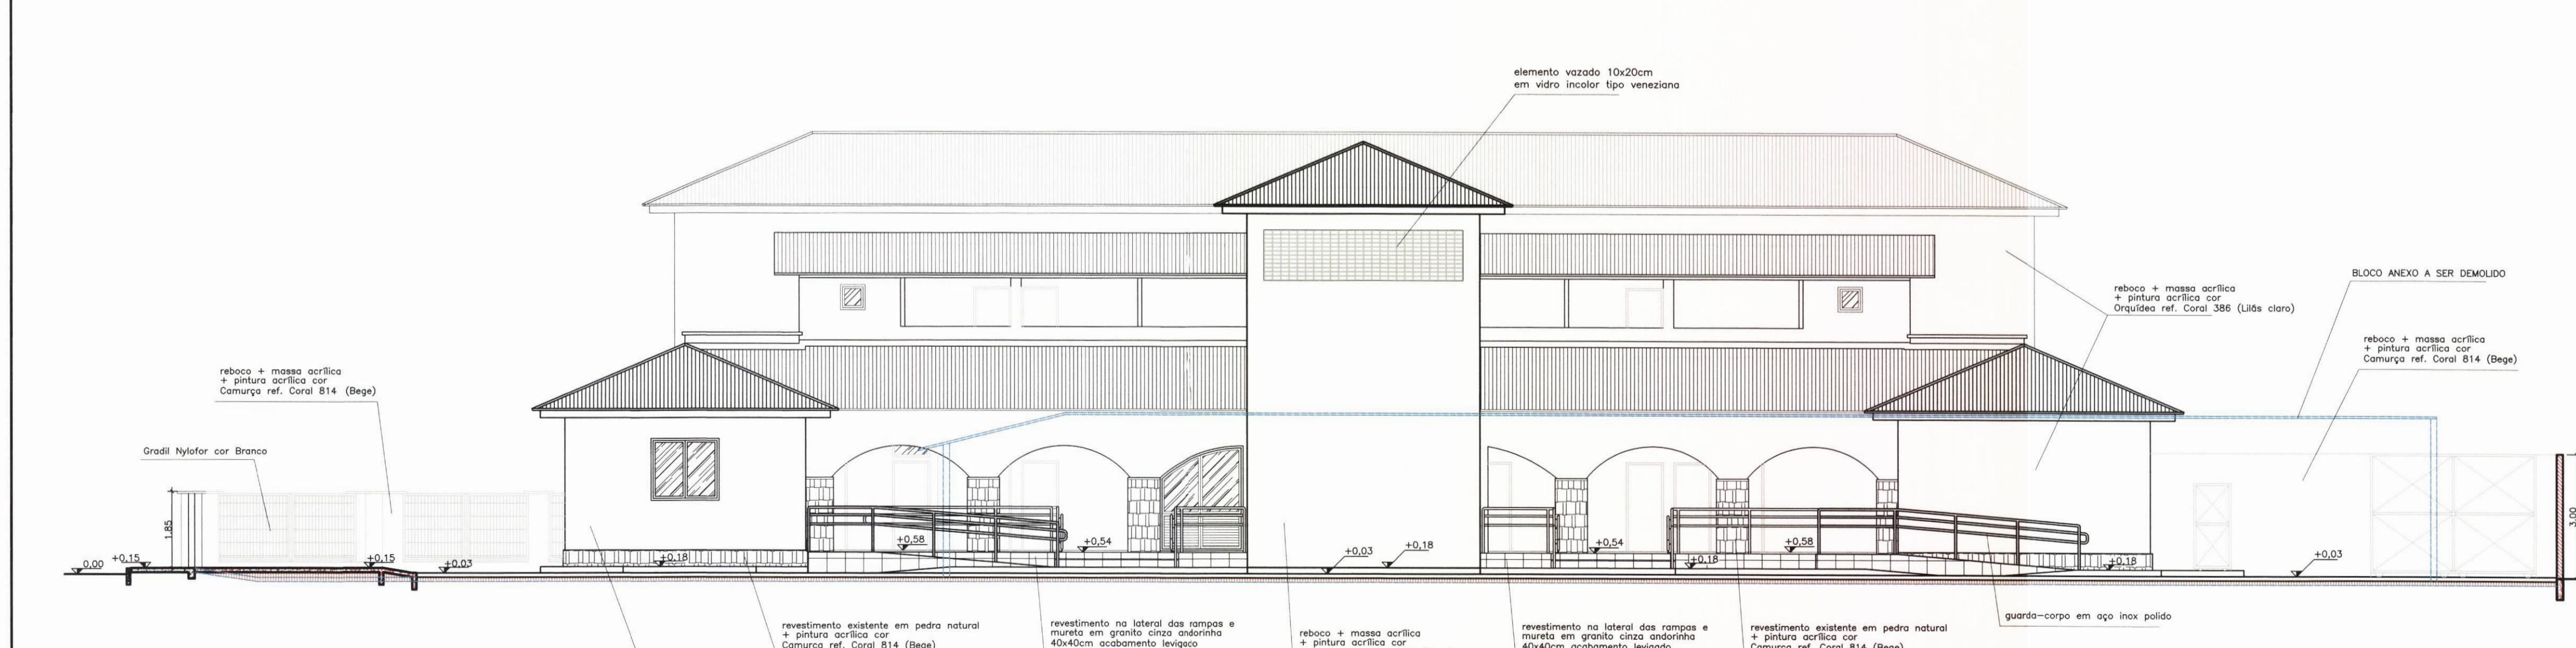 elemento vazado 10x20cm
em vidro incolor tipo veneziana
BLOCO ANEXO A SER DEMOLIDO
reboco + massa acrílica
+ pintura acrílica cor
Orquídea ref. Coral 386 (Lilás claro)
reboco + massa acrílica
+ pintura acrílica cor
Camurça ref. Coral 814 (Bege)
reboco + massa acrílica
+ pintura acrílica cor
Camurça ref. Coral 814 (Bege)
Gradil Nylofor cor Branco
1.85
3.00
0.00
+0.15
+0.15
+0.03
+0.18
+0,58
+0,54
+0,03
+0,18
+0,54
+0.18
+0,58
+0.18
+0,03
guarda-corpo em aço inox polido
revestimento existente em pedra natural
+ pintura acrílica cor
Camurça ref. Coral 814 (Bege)
revestimento na lateral das rampas e
mureta em granito cinza andorinha
40x40cm acabamento levigado
reboco + massa acrílica
+ pintura acrílica cor
revestimento na lateral das rampas e
mureta em granito cinza andorinha
40x40cm acabamento levigado
revestimento existente em pedra natural
+ pintura acrílica cor
Camurça ref. Coral 814 (Bege)